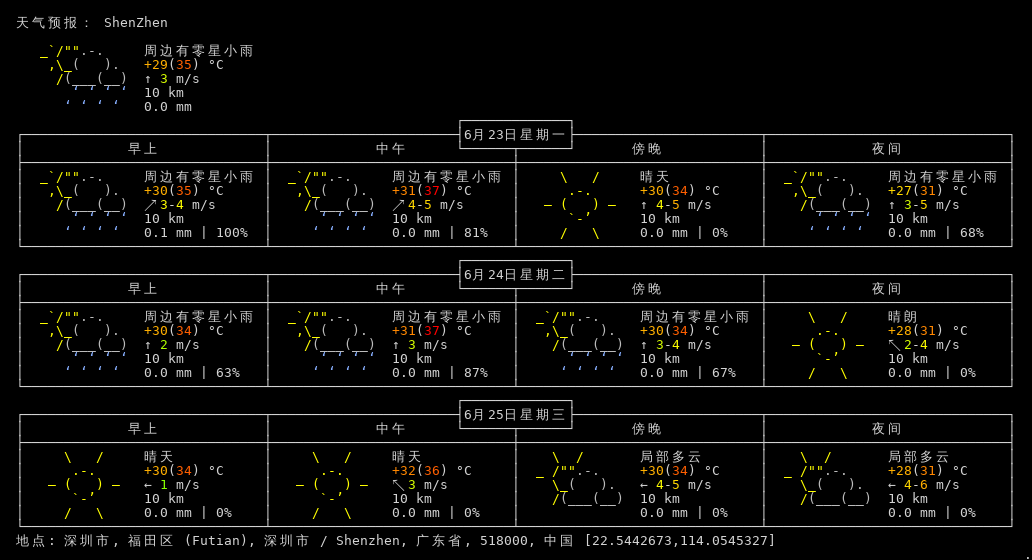 天气预报： ShenZhen
周边有零星小雨
+29(35) °C
↑ 3 m/s
10 km
0.0 mm
6月23日星期一
早上 中午 傍晚 夜间
周边有零星小雨 周边有零星小雨 晴天 周边有零星小雨
+30(35) °C +31(37) °C +30(34) °C +27(31) °C
↗3-4 m/s ↗4-5 m/s ↑ 4-5 m/s ↑ 3-5 m/s
10 km 10 km 10 km 10 km
0.1 mm | 100% 0.0 mm | 81% 0.0 mm | 0% 0.0 mm | 68%
6月24日星期二
早上 中午 傍晚 夜间
周边有零星小雨 周边有零星小雨 周边有零星小雨 晴朗
+30(34) °C +31(37) °C +30(34) °C +28(31) °C
↑ 2 m/s ↑ 3 m/s ↑ 3-4 m/s ↖2-4 m/s
10 km 10 km 10 km 10 km
0.0 mm | 63% 0.0 mm | 87% 0.0 mm | 67% 0.0 mm | 0%
6月25日星期三
早上 中午 傍晚 夜间
晴天 晴天 局部多云 局部多云
+30(34) °C +32(36) °C +30(34) °C +28(31) °C
← 1 m/s ↖3 m/s ← 4-5 m/s ← 4-6 m/s
10 km 10 km 10 km 10 km
0.0 mm | 0% 0.0 mm | 0% 0.0 mm | 0% 0.0 mm | 0%
地点: 深圳市, 福田区 (Futian), 深圳市 / Shenzhen, 广东省, 518000, 中国 [22.5442673,114.0545327]